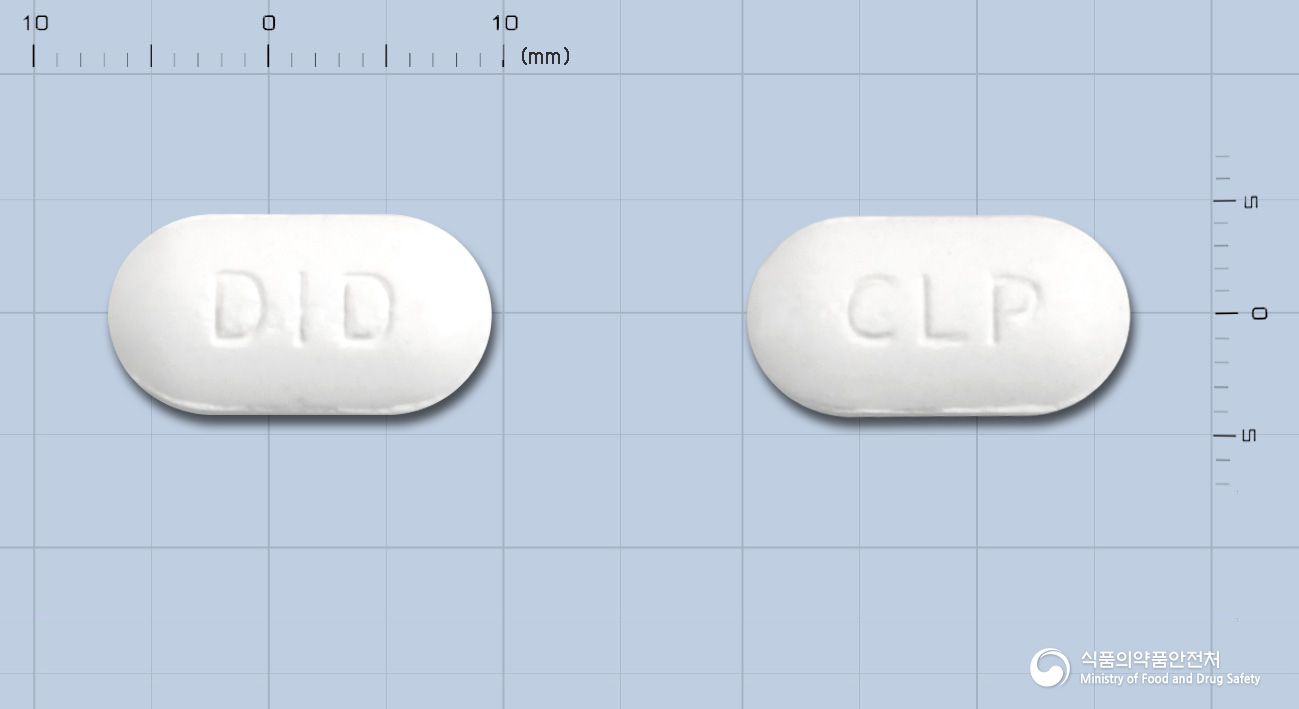 10 0 10 (mm)
DID
CLP
5
0
5
식품의약품안전처
Ministry of Food and Drug Safety